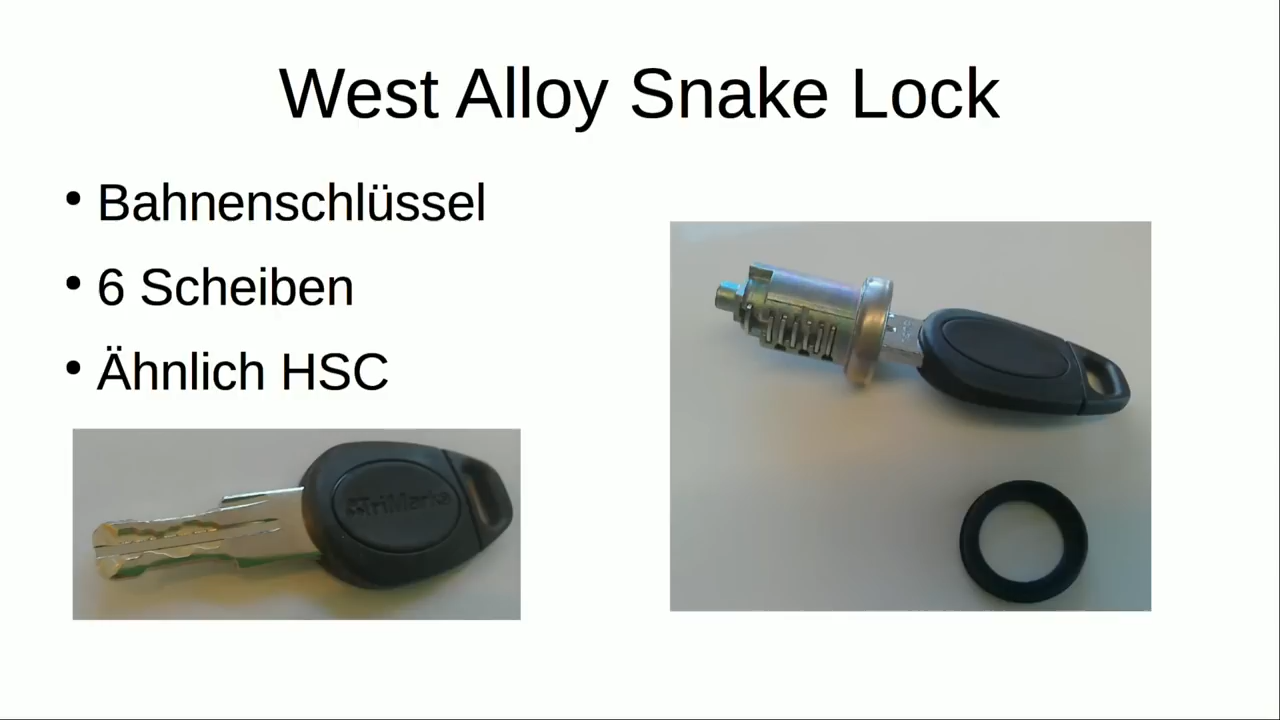 West Alloy Snake Lock
Bahnenschlüssel
6 Scheiben
Ähnlich HSC
TriMark